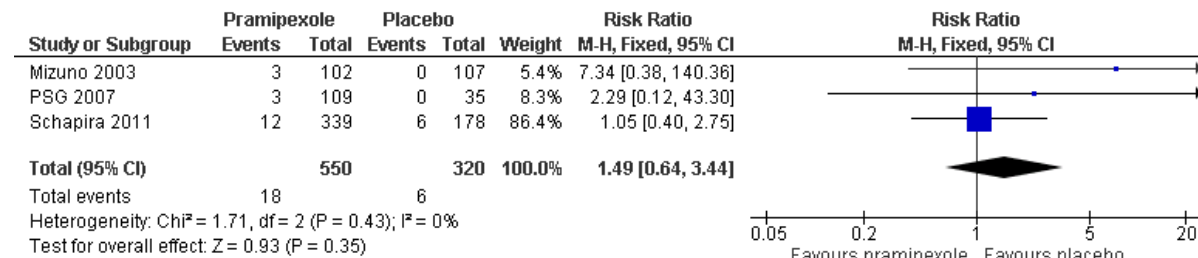 Pramipexole Placebo Risk Ratio Risk Ratio
Study or Subgroup Events Total Events Total Weight M-H, Fixed, 95% CI M-H, Fixed, 95% CI
Mizuno 2003 3 102 0 107 5.4% 7.34 [0.38, 140.36]
PSG 2007 3 109 0 35 8.3% 2.29 [0.12, 43.30]
Schapira 2011 12 339 6 178 86.4% 1.05 [0.40, 2.75]
Total (95% CI) 550 320 100.0% 1.49 [0.64, 3.44]
Total events 18 6
Heterogeneity: Chi² = 1.71, df = 2 (P = 0.43); I² = 0%
Test for overall effect: Z = 0.93 (P = 0.35)
0.05 0.2 1 5 20
Favours pramipexole Favours placebo